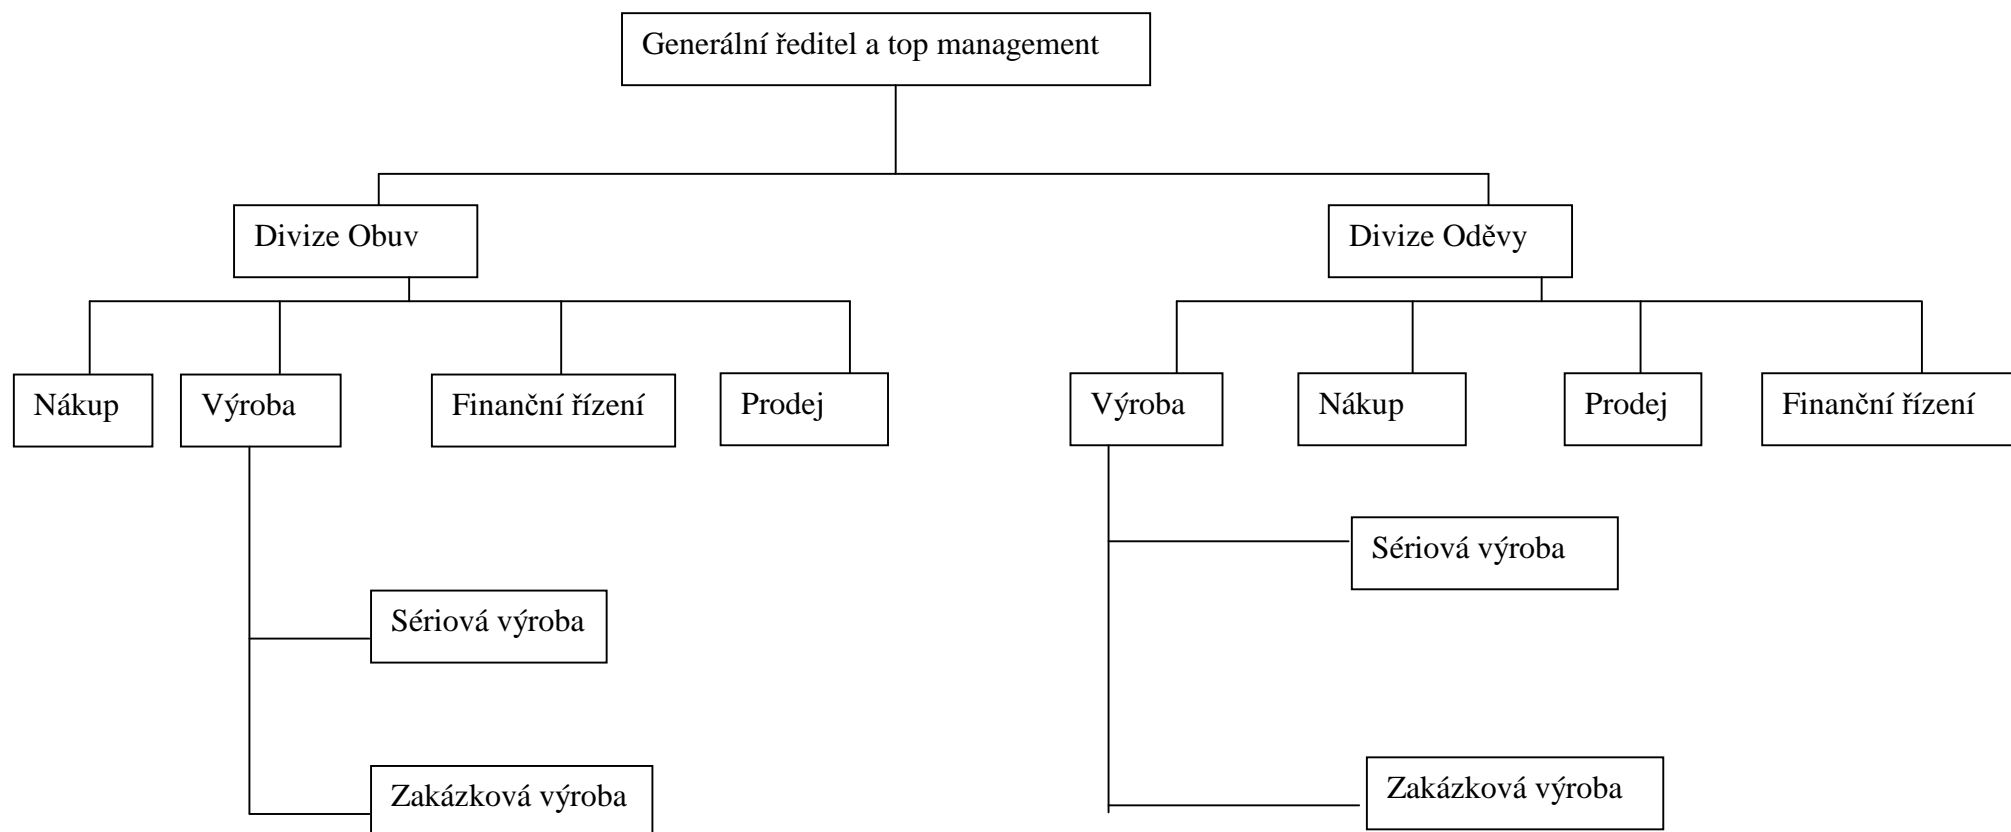 Generální ředitel a top management
Divize Obuv
Divize Oděvy
Nákup
Výroba
Finanční řízení
Prodej
Výroba
Nákup
Prodej
Finanční řízení
Sériová výroba
Sériová výroba
Zakázková výroba
Zakázková výroba